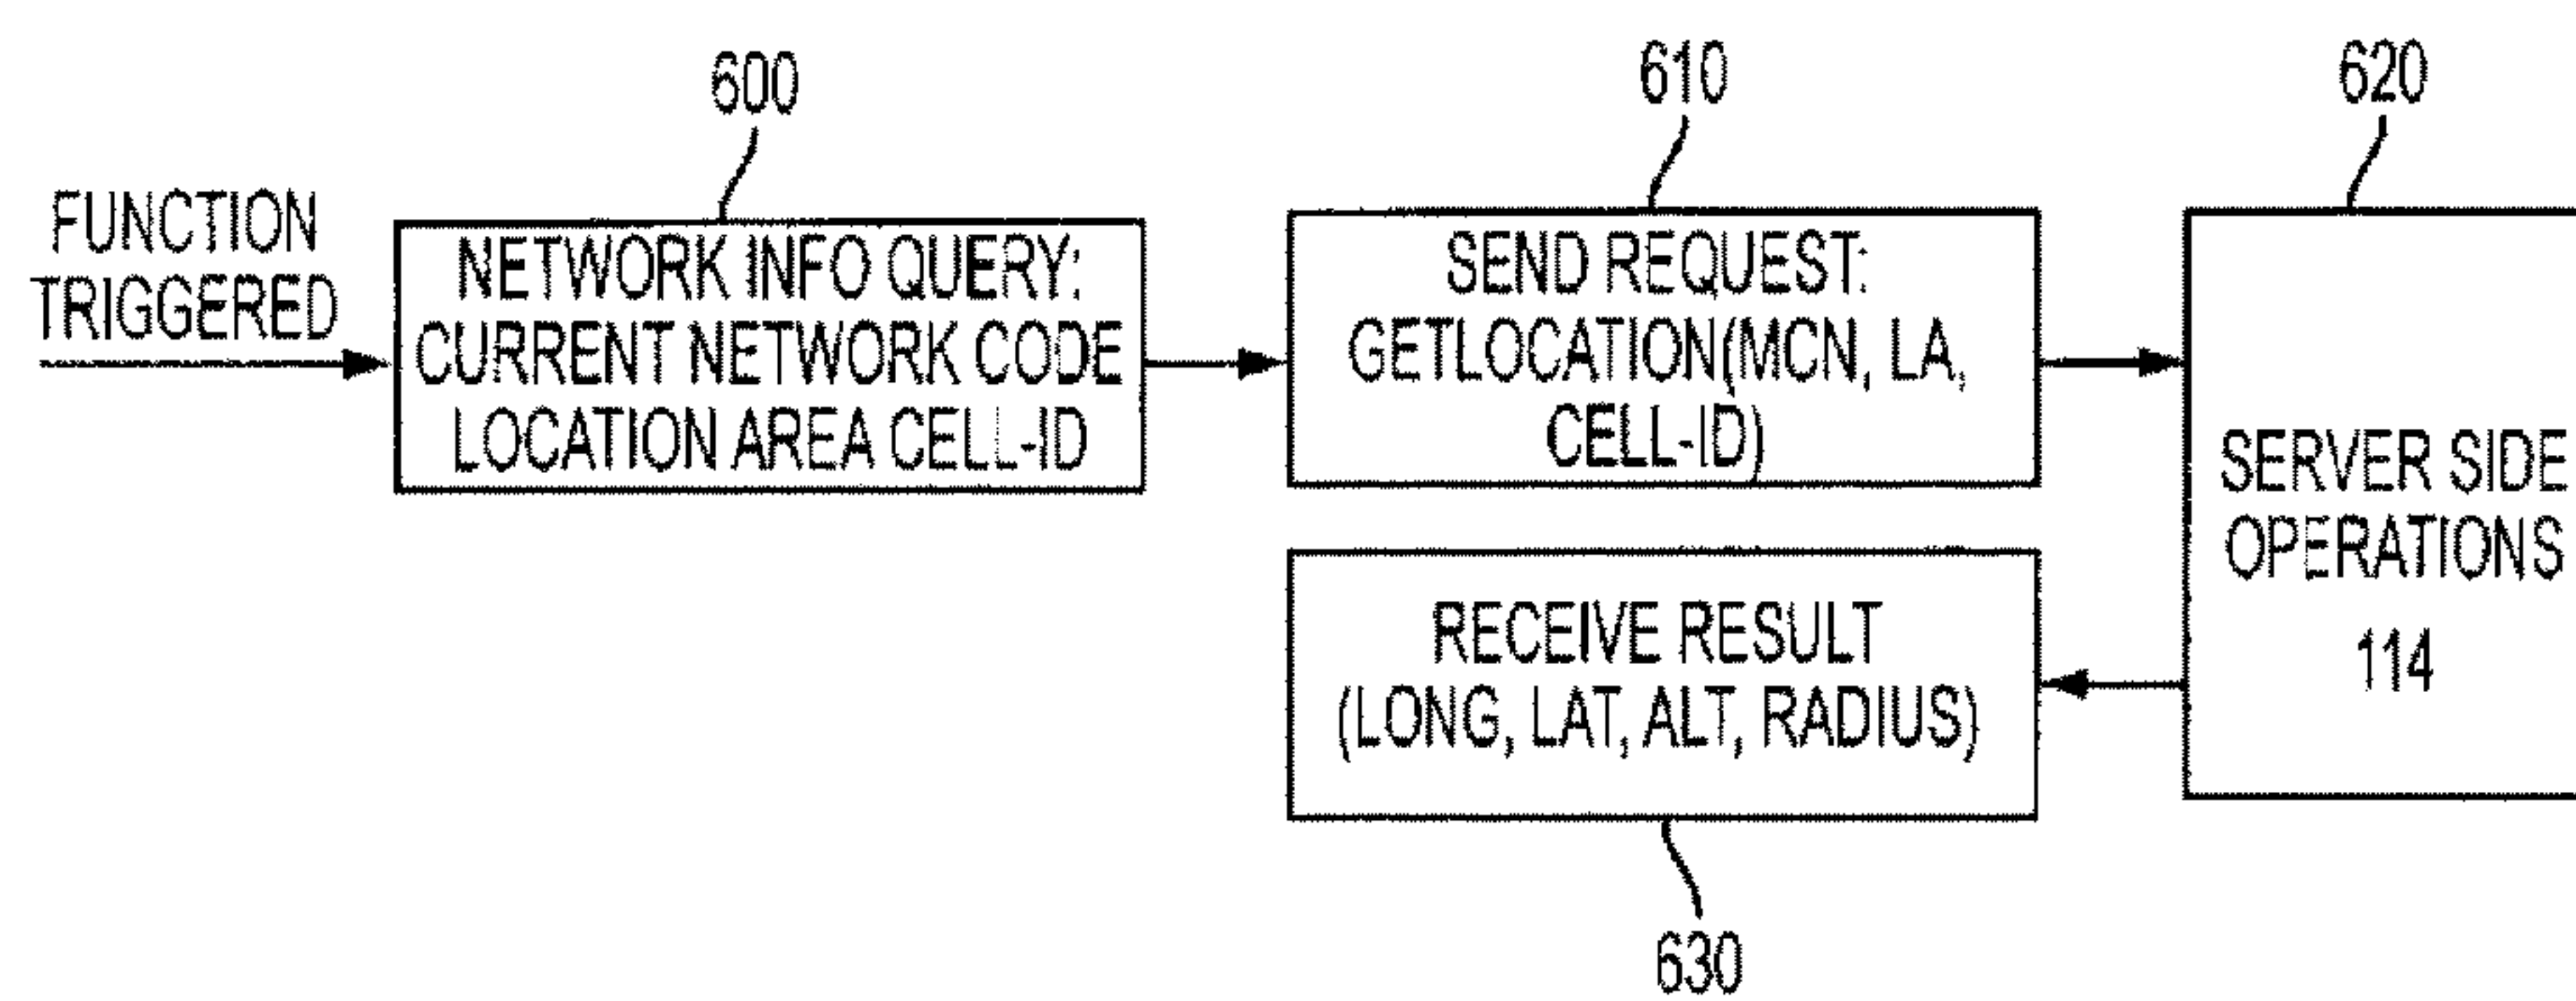 600
610
620
FUNCTION
TRIGGERED
NETWORK INFO QUERY:
CURRENT NETWORK CODE
LOCATION AREA CELL-ID
SEND REQUEST:
GETLOCATION(MCN, LA,
CELL-ID)
SERVER SIDE
OPERATIONS
114
RECEIVE RESULT
(LONG, LAT, ALT, RADIUS)
630